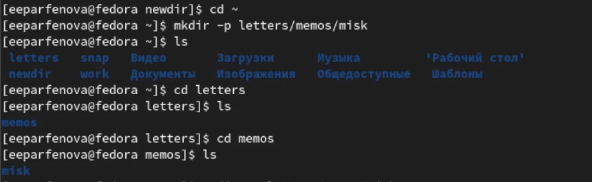 [eeparfenova@fedora newdir]$ cd ~
[eeparfenova@fedora ~]$ mkdir -p letters/memos/misk
[eeparfenova@fedora ~]$ ls
letters snap Видео Загрузки Музыка 'Рабочий стол'
newdir work Документы Изображения Общедоступные Шаблоны
[eeparfenova@fedora ~]$ cd letters
[eeparfenova@fedora letters]$ ls
memos
[eeparfenova@fedora letters]$ cd memos
[eeparfenova@fedora memos]$ ls
misk